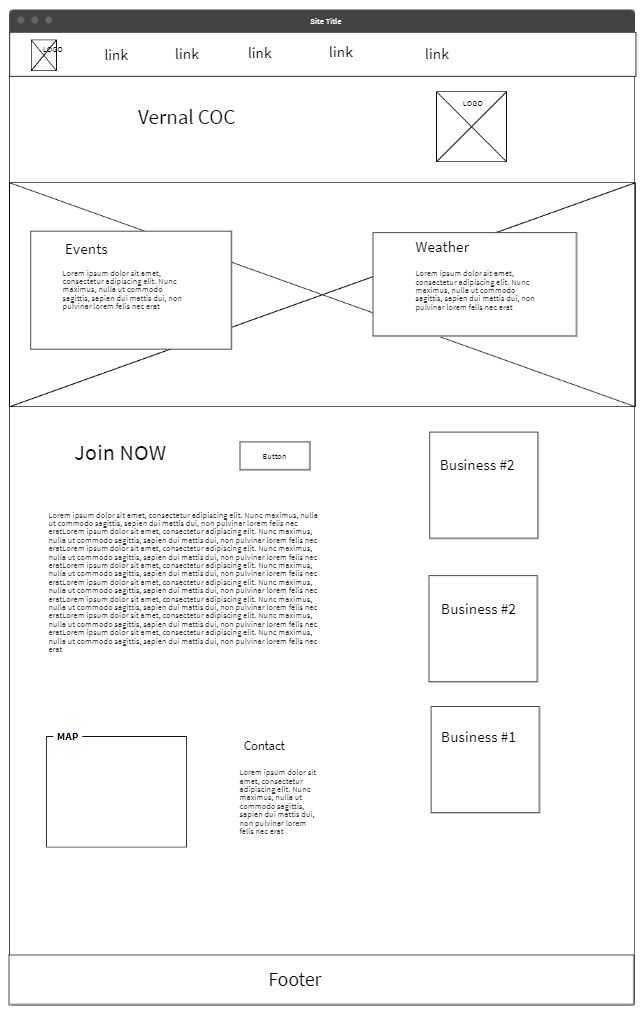 Site Title
LOGO
link
link
link
link
link
Vernal COC
LOGO
Events
Lorem ipsum dolor sit amet,
consectetur adipiscing elit. Nunc
maximus, nulla ut commodo
sagittis, sapien dui mattis dui, non
pulvinar lorem felis nec erat
Weather
Lorem ipsum dolor sit amet,
consectetur adipiscing elit. Nunc
maximus, nulla ut commodo
sagittis, sapien dui mattis dui, non
pulvinar lorem felis nec erat
Join NOW
Button
Lorem ipsum dolor sit amet, consectetur adipiscing elit. Nunc maximus, nulla
ut commodo sagittis, sapien dui mattis dui, non pulvinar lorem felis nec
eratLorem ipsum dolor sit amet, consectetur adipiscing elit. Nunc maximus,
nulla ut commodo sagittis, sapien dui mattis dui, non pulvinar lorem felis nec
eratLorem ipsum dolor sit amet, consectetur adipiscing elit. Nunc maximus,
nulla ut commodo sagittis, sapien dui mattis dui, non pulvinar lorem felis nec
eratLorem ipsum dolor sit amet, consectetur adipiscing elit. Nunc maximus,
nulla ut commodo sagittis, sapien dui mattis dui, non pulvinar lorem felis nec
eratLorem ipsum dolor sit amet, consectetur adipiscing elit. Nunc maximus,
nulla ut commodo sagittis, sapien dui mattis dui, non pulvinar lorem felis nec
eratLorem ipsum dolor sit amet, consectetur adipiscing elit. Nunc maximus,
nulla ut commodo sagittis, sapien dui mattis dui, non pulvinar lorem felis nec
eratLorem ipsum dolor sit amet, consectetur adipiscing elit. Nunc maximus,
nulla ut commodo sagittis, sapien dui mattis dui, non pulvinar lorem felis nec
eratLorem ipsum dolor sit amet, consectetur adipiscing elit. Nunc maximus,
nulla ut commodo sagittis, sapien dui mattis dui, non pulvinar lorem felis nec
erat
Business #2
Business #2
Business #1
MAP
Contact
Lorem ipsum dolor sit
amet, consectetur
adipiscing elit. Nunc
maximus, nulla ut
commodo sagittis,
sapien dui mattis dui,
non pulvinar lorem
felis nec erat
Footer